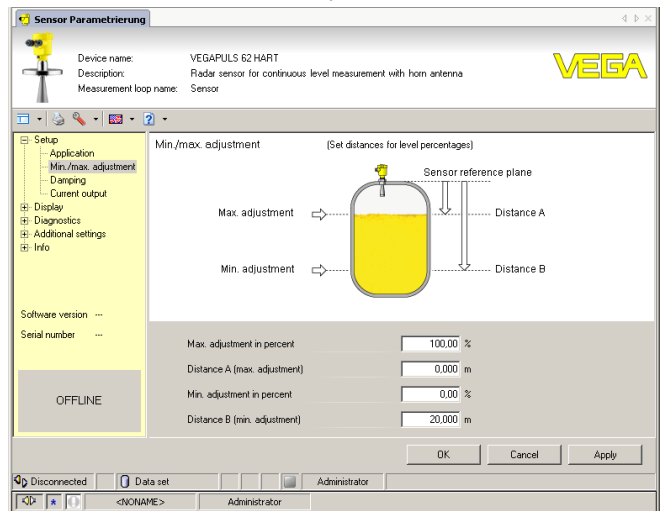 Sensor Parametrierung
Device name: VEGAPULS 62 HART
Description: Radar sensor for continuous level measurement with horn antenna
Measurement loop name: Sensor
VEGA
Setup
Application
Min./max. adjustment
Damping
Current output
Display
Diagnostics
Additional settings
Info
Software version ---
Serial number ---
OFFLINE
Min./max. adjustment (Set distances for level percentages)
Sensor reference plane
Max. adjustment Distance A
Min. adjustment Distance B
Max. adjustment in percent 100,00 %
Distance A (max. adjustment) 0,000 m
Min. adjustment in percent 0,00 %
Distance B (min. adjustment) 20,000 m
OK Cancel Apply
Disconnected Data set Administrator
<NONAME> Administrator